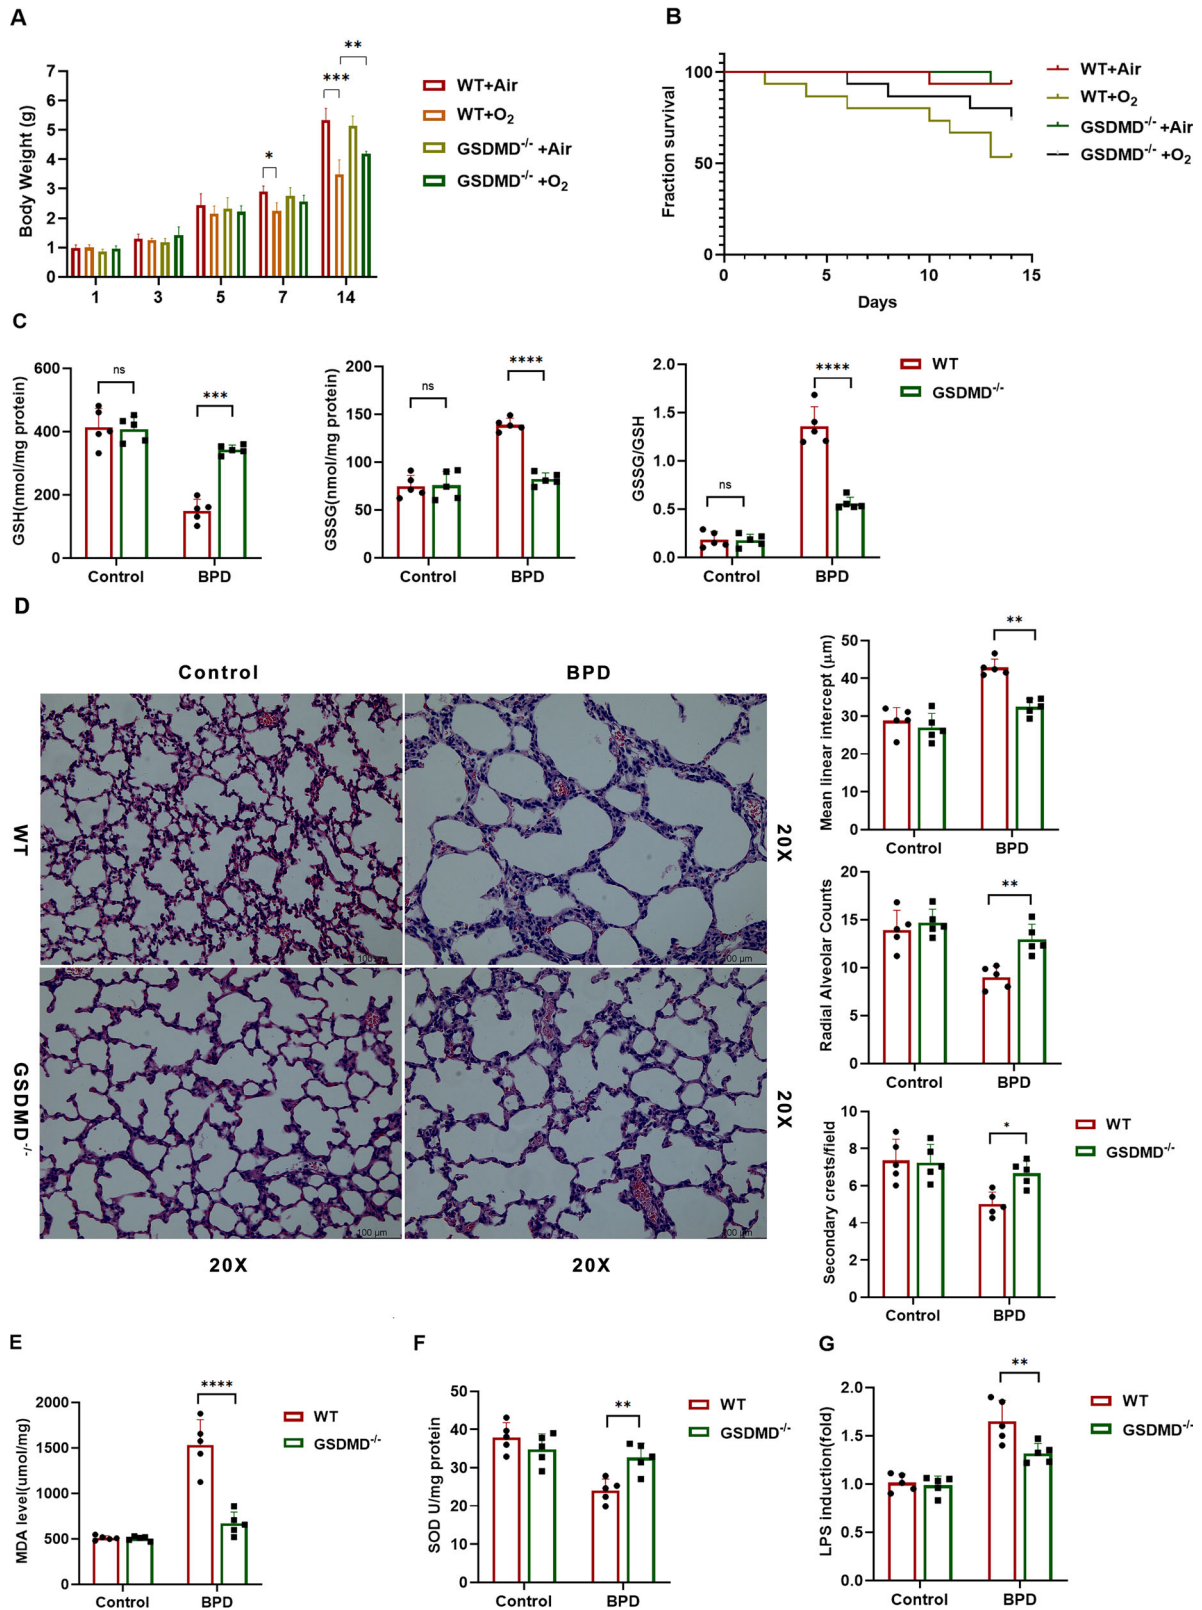 A
Body Weight (g)
7
6
5
4
3
2
1
0
1 3 5 7 14
*
***
**
WT+Air
WT+O2
GSDMD-/- +Air
GSDMD-/- +O2
B
Fraction survival
100
50
0
0 5 10 15
Days
WT+Air
WT+O2
GSDMD-/- +Air
GSDMD-/- +O2
C
GSH(nmol/mg protein)
600
400
200
0
ns
***
Control BPD
GSSG(nmol/mg protein)
200
150
100
50
0
ns
****
Control BPD
GSSG/GSH
2.0
1.5
1.0
0.5
0.0
ns
****
Control BPD
WT
GSDMD-/-
D
Control BPD
WT
GSDMD-/-
100 μm
100 μm
100 μm
100 μm
20X
20X
20X 20X
Mean linear intercept (μm)
50
40
30
20
10
0
**
Control BPD
Radial Alveolar Counts
20
15
10
5
0
**
Control BPD
Secondary crests/field
10
8
6
4
2
0
*
Control BPD
WT
GSDMD-/-
E
MDA level(umol/mg)
2000
1500
1000
500
0
****
Control BPD
WT
GSDMD-/-
F
SOD U/mg protein
50
40
30
20
10
0
**
Control BPD
WT
GSDMD-/-
G
LPS induction(fold)
2.0
1.5
1.0
0.5
0.0
**
Control BPD
WT
GSDMD-/-